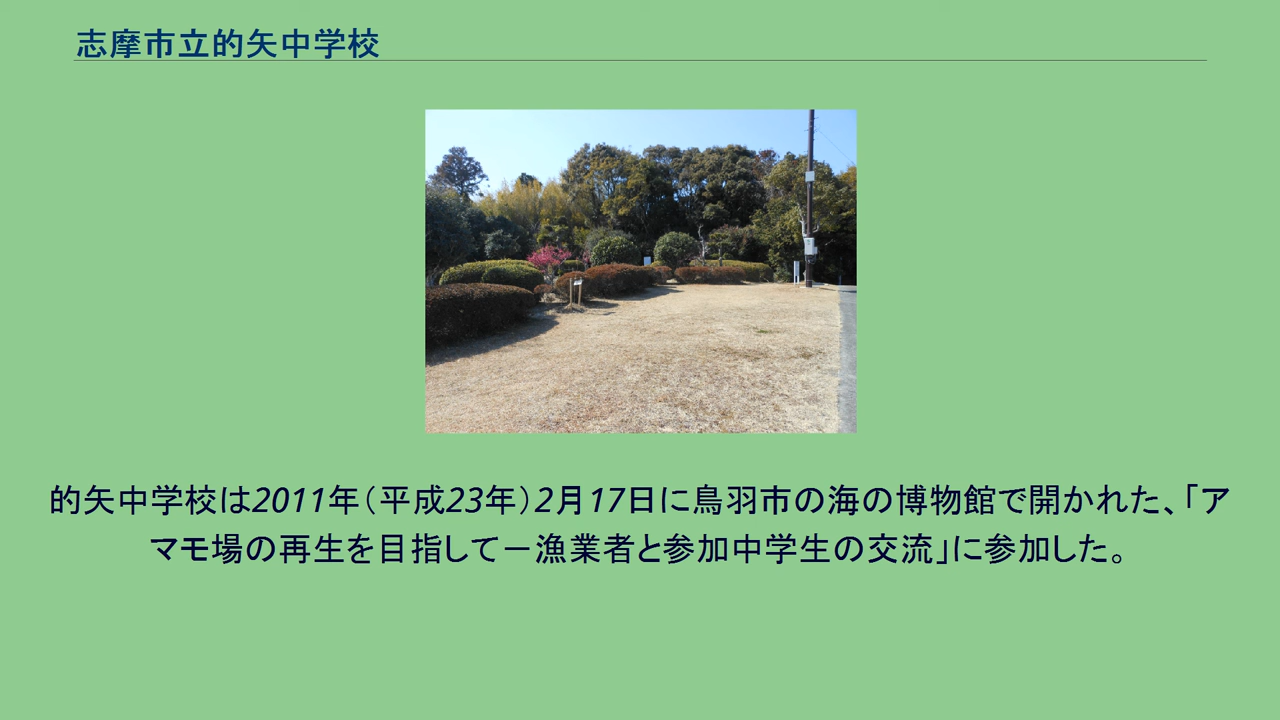 志摩市立的矢中学校
的矢中学校は2011年（平成23年）2月17日に鳥羽市の海の博物館で開かれた、「ア
マモ場の再生を目指して－漁業者と参加中学生の交流」に参加した。